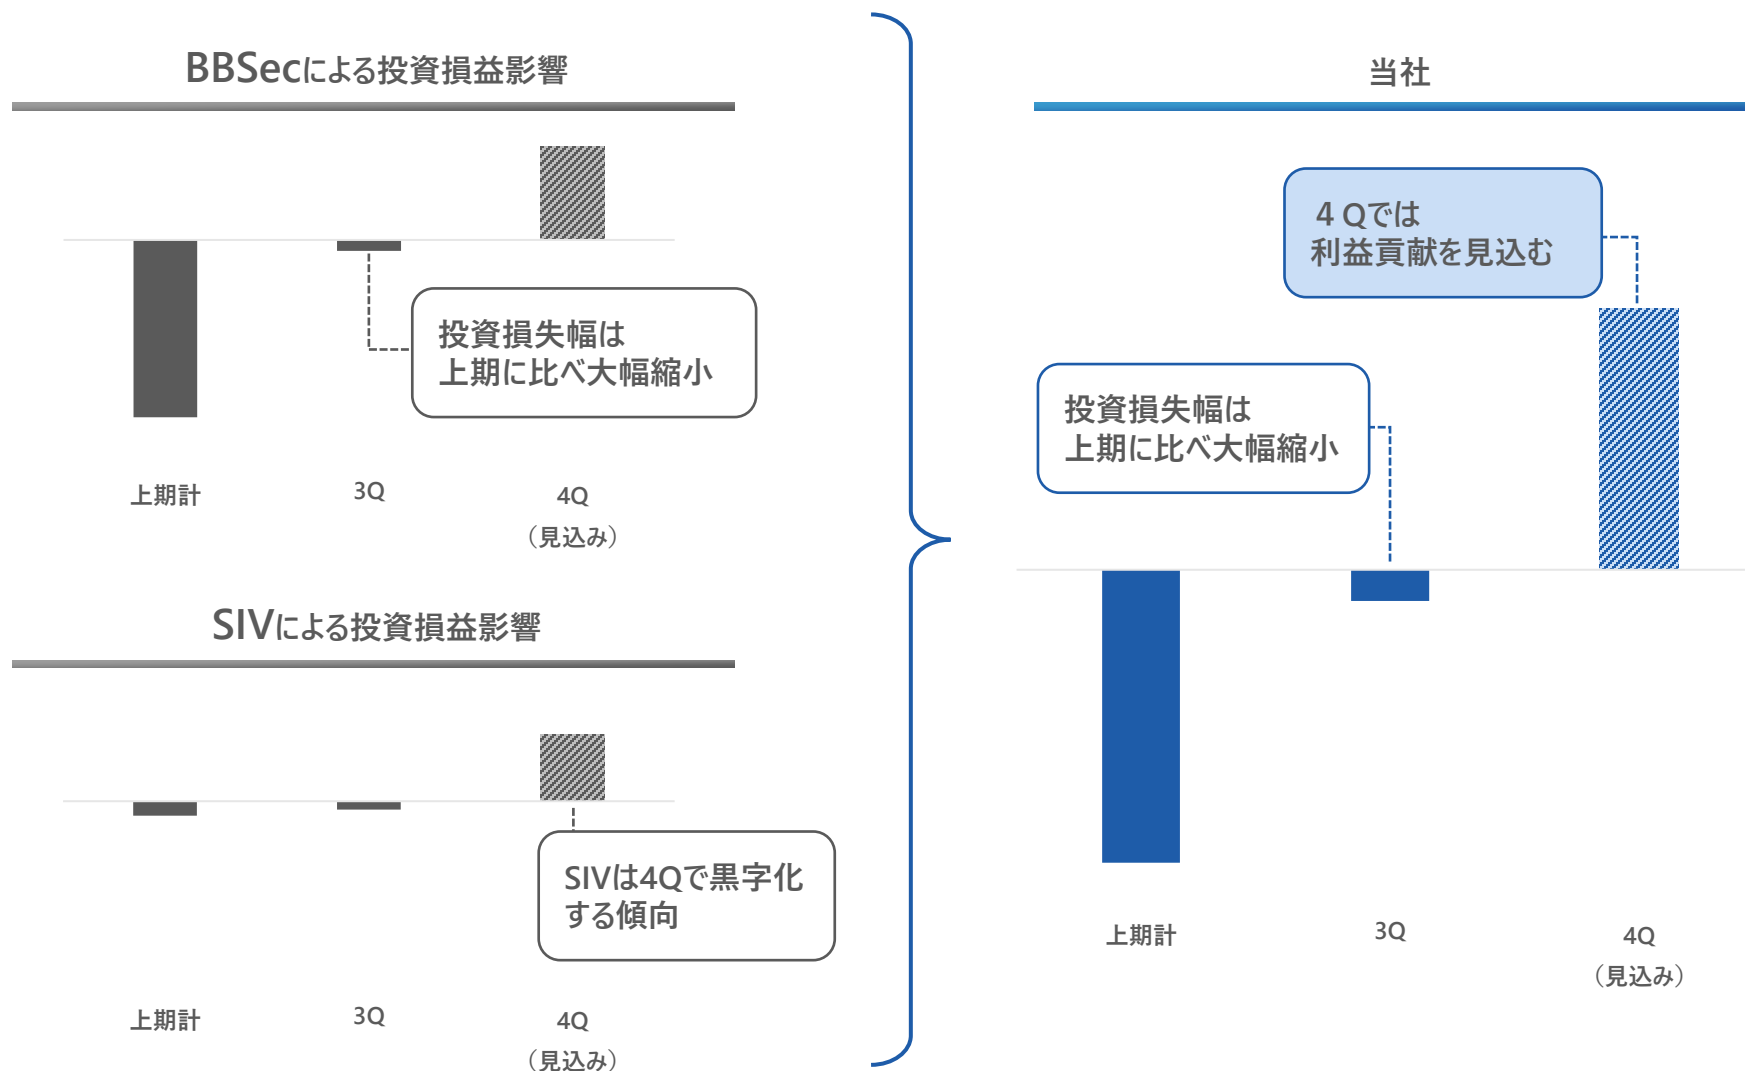 BBSecによる投資損益影響
投資損失幅は
上期に比べ大幅縮小
上期計
3Q
4Q
（見込み）
SIVによる投資損益影響
SIVは4Qで黒字化
する傾向
上期計
3Q
4Q
（見込み）
当社
４Qでは
利益貢献を見込む
投資損失幅は
上期に比べ大幅縮小
上期計
3Q
4Q
（見込み）